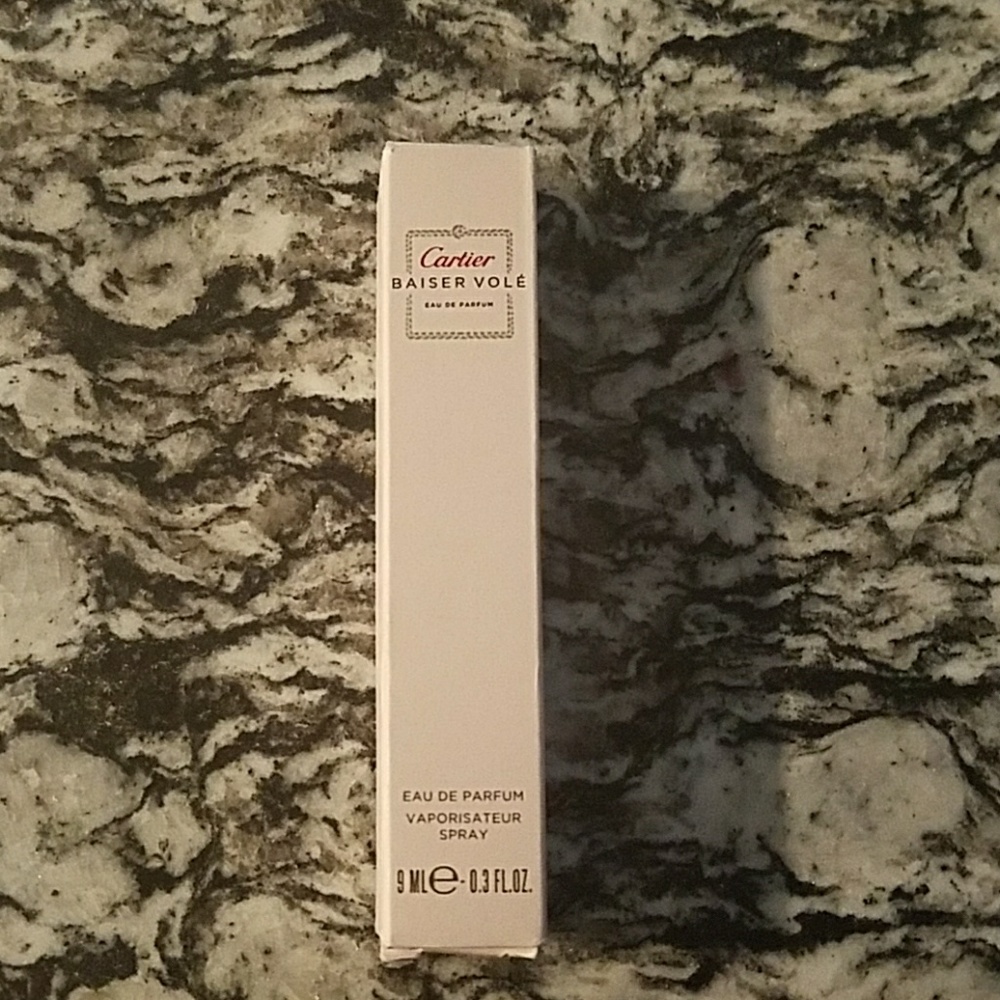 Cartier
BAISER VOLÉ
EAU DE PARFUM
EAU DE PARFUM
VAPORISATEUR
SPRAY
9 ML e - 0.3 FL.OZ.